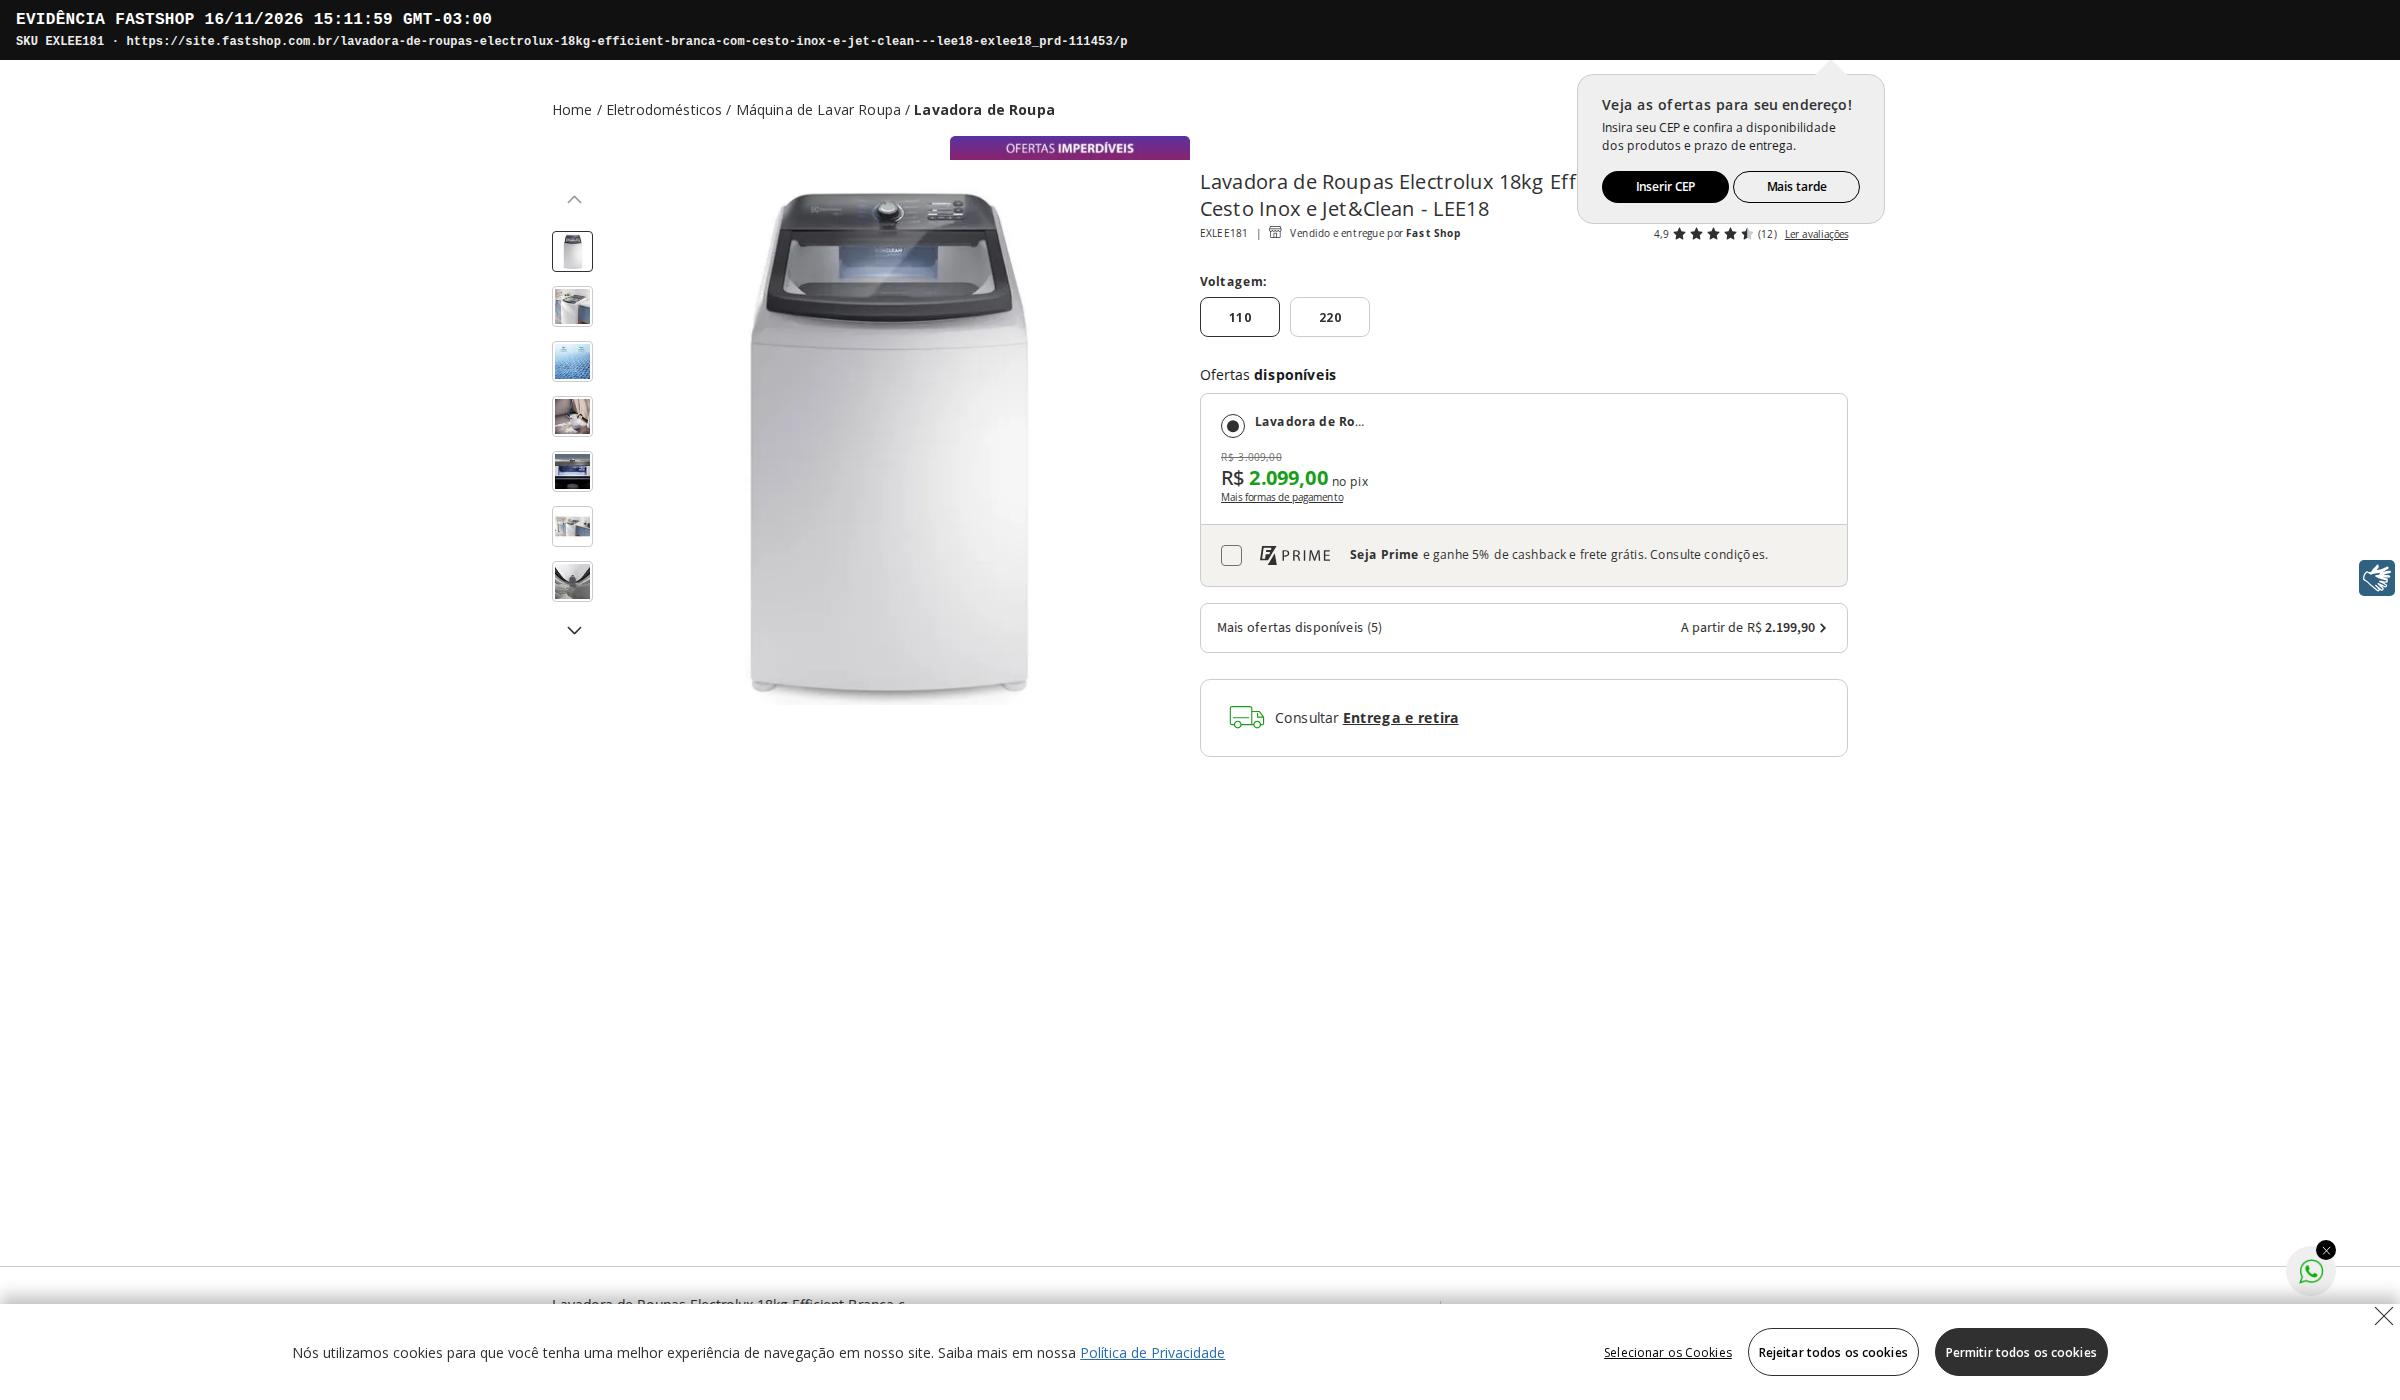 EVIDÊNCIA FASTSHOP 16/11/2026 15:11:59 GMT-03:00
SKU EXLEE181 · https://site.fastshop.com.br/lavadora-de-roupas-electrolux-18kg-efficient-branca-com-cesto-inox-e-jet-clean---lee18-exlee18_prd-111453/p
Veja as ofertas para seu endereço!
Insira seu CEP e confira a disponibilidade
dos produtos e prazo de entrega.
Inserir CEP
Mais tarde
Home / Eletrodomésticos / Máquina de Lavar Roupa / Lavadora de Roupa
OFERTAS IMPERDÍVEIS
Lavadora de Roupas Electrolux 18kg Eff
Cesto Inox e Jet&Clean - LEE18
EXLEE181 | Vendido e entregue por Fast Shop
4,9 (12) Ler avaliações
Voltagem:
110
220
Ofertas disponíveis
Lavadora de Ro...
R$ 3.009,00
R$ 2.099,00 no pix
Mais formas de pagamento
PRIME Seja Prime e ganhe 5% de cashback e frete grátis. Consulte condições.
Mais ofertas disponíveis (5)
A partir de R$ 2.199,90
Consultar Entrega e retira
Lavadora de Roupas Electrolux 18kg Efficient Branca c
Nós utilizamos cookies para que você tenha uma melhor experiência de navegação em nosso site. Saiba mais em nossa Política de Privacidade
Selecionar os Cookies
Rejeitar todos os cookies
Permitir todos os cookies